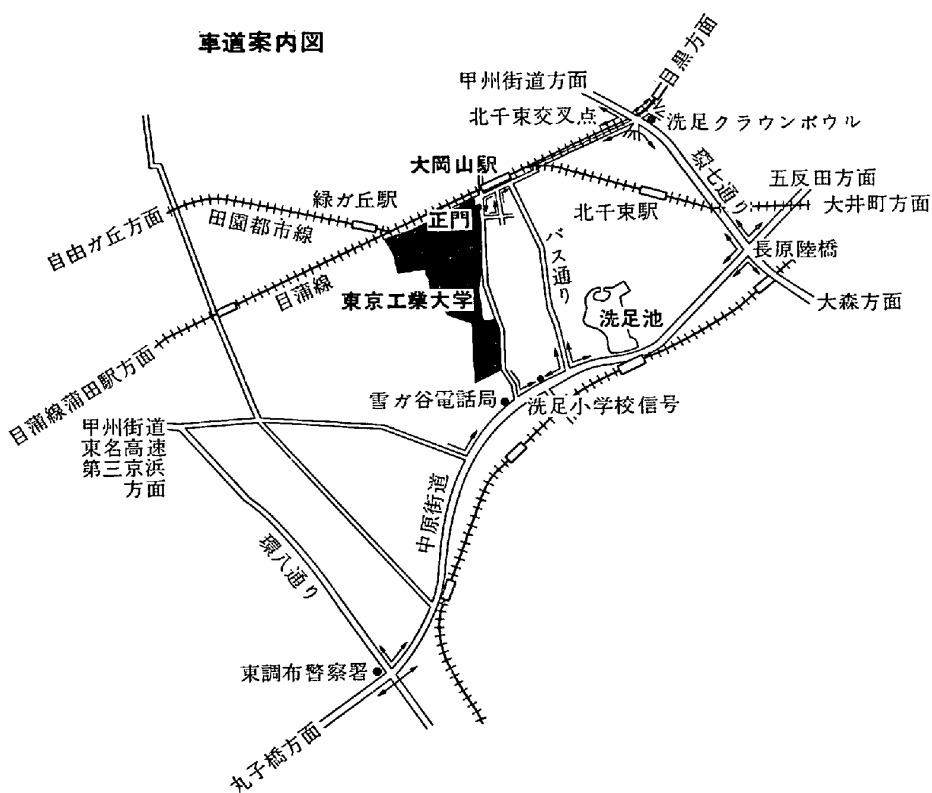 車道案内図
目黒方面
甲州街道方面
北千束交叉点
洗足クラウンボウル
大岡山駅
環七通り
五反田方面
緑ガ丘駅
正門
北千束駅
大井町方面
自由ガ丘方面
田園都市線
バス通り
長原陸橋
目蒲線
東京工業大学
洗足池
大森方面
目蒲線蒲田駅方面
雪ガ谷電話局
洗足小学校信号
甲州街道
東名高速
第三京浜
方面
中原街道
環八通り
東調布警察署
丸子橋方面